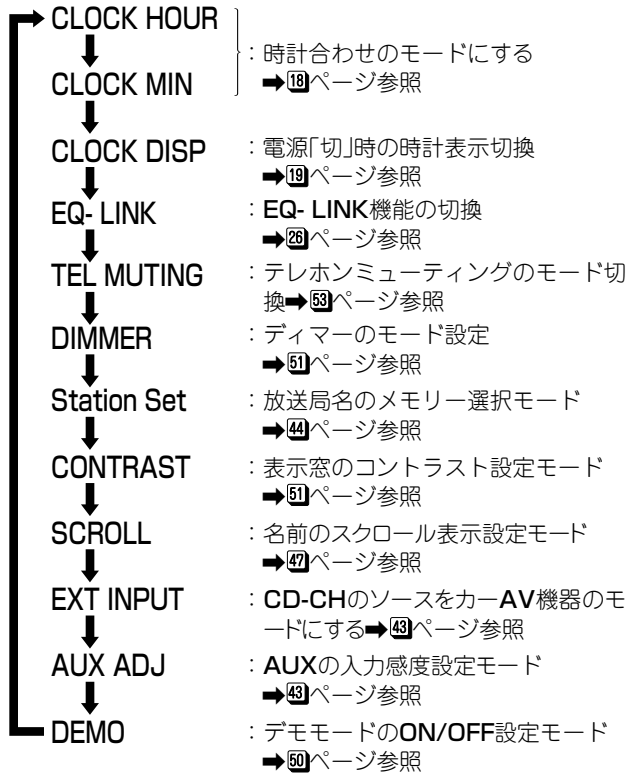 CLOCK HOUR
：時計合わせのモードにする
CLOCK MIN
➡18ページ参照
CLOCK DISP ：電源「切」時の時計表示切換
➡19ページ参照
EQ- LINK ：EQ- LINK機能の切換
➡26ページ参照
TEL MUTING ：テレホンミューティングのモード切
換➡53ページ参照
DIMMER ：ディマーのモード設定
➡51ページ参照
Station Set ：放送局名のメモリー選択モード
➡44ページ参照
CONTRAST ：表示窓のコントラスト設定モード
➡51ページ参照
SCROLL ：名前のスクロール表示設定モード
➡47ページ参照
EXT INPUT ：CD-CHのソースをカーAV機器のモ
ードにする➡43ページ参照
AUX ADJ ：AUXの入力感度設定モード
➡43ページ参照
DEMO ：デモモードのON/OFF設定モード
➡50ページ参照